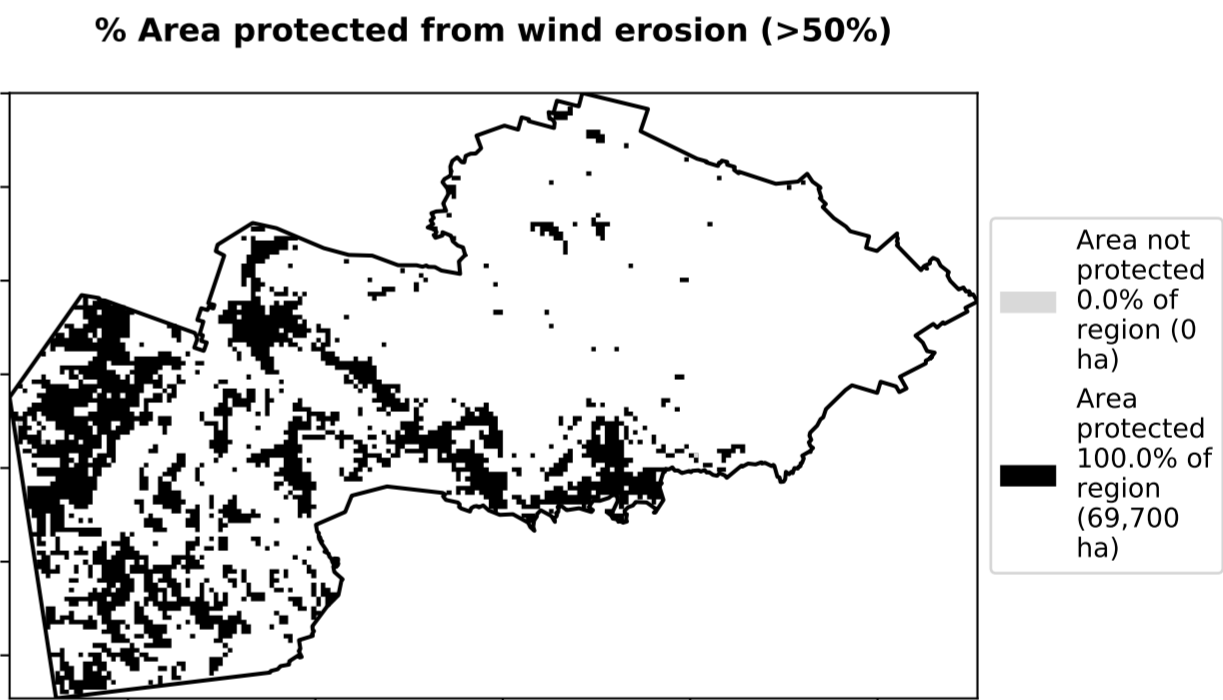 % Area protected from wind erosion (>50%)
Area not
protected
0.0% of
region (0
ha)
Area
protected
100.0% of
region
(69,700
ha)